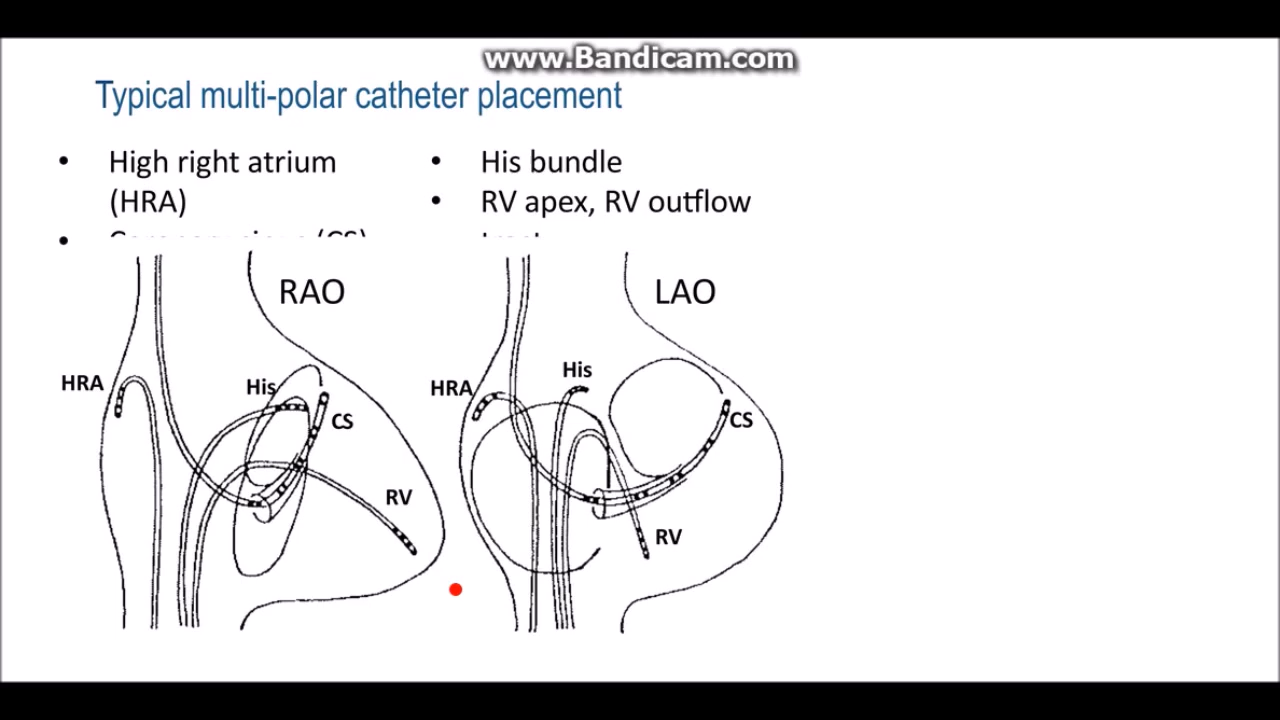 www.Bandicam.com
Typical multi-polar catheter placement
• High right atrium
(HRA)
• His bundle
• RV apex, RV outflow
RAO
LAO
HRA
His
CS
RV
HRA
His
CS
RV